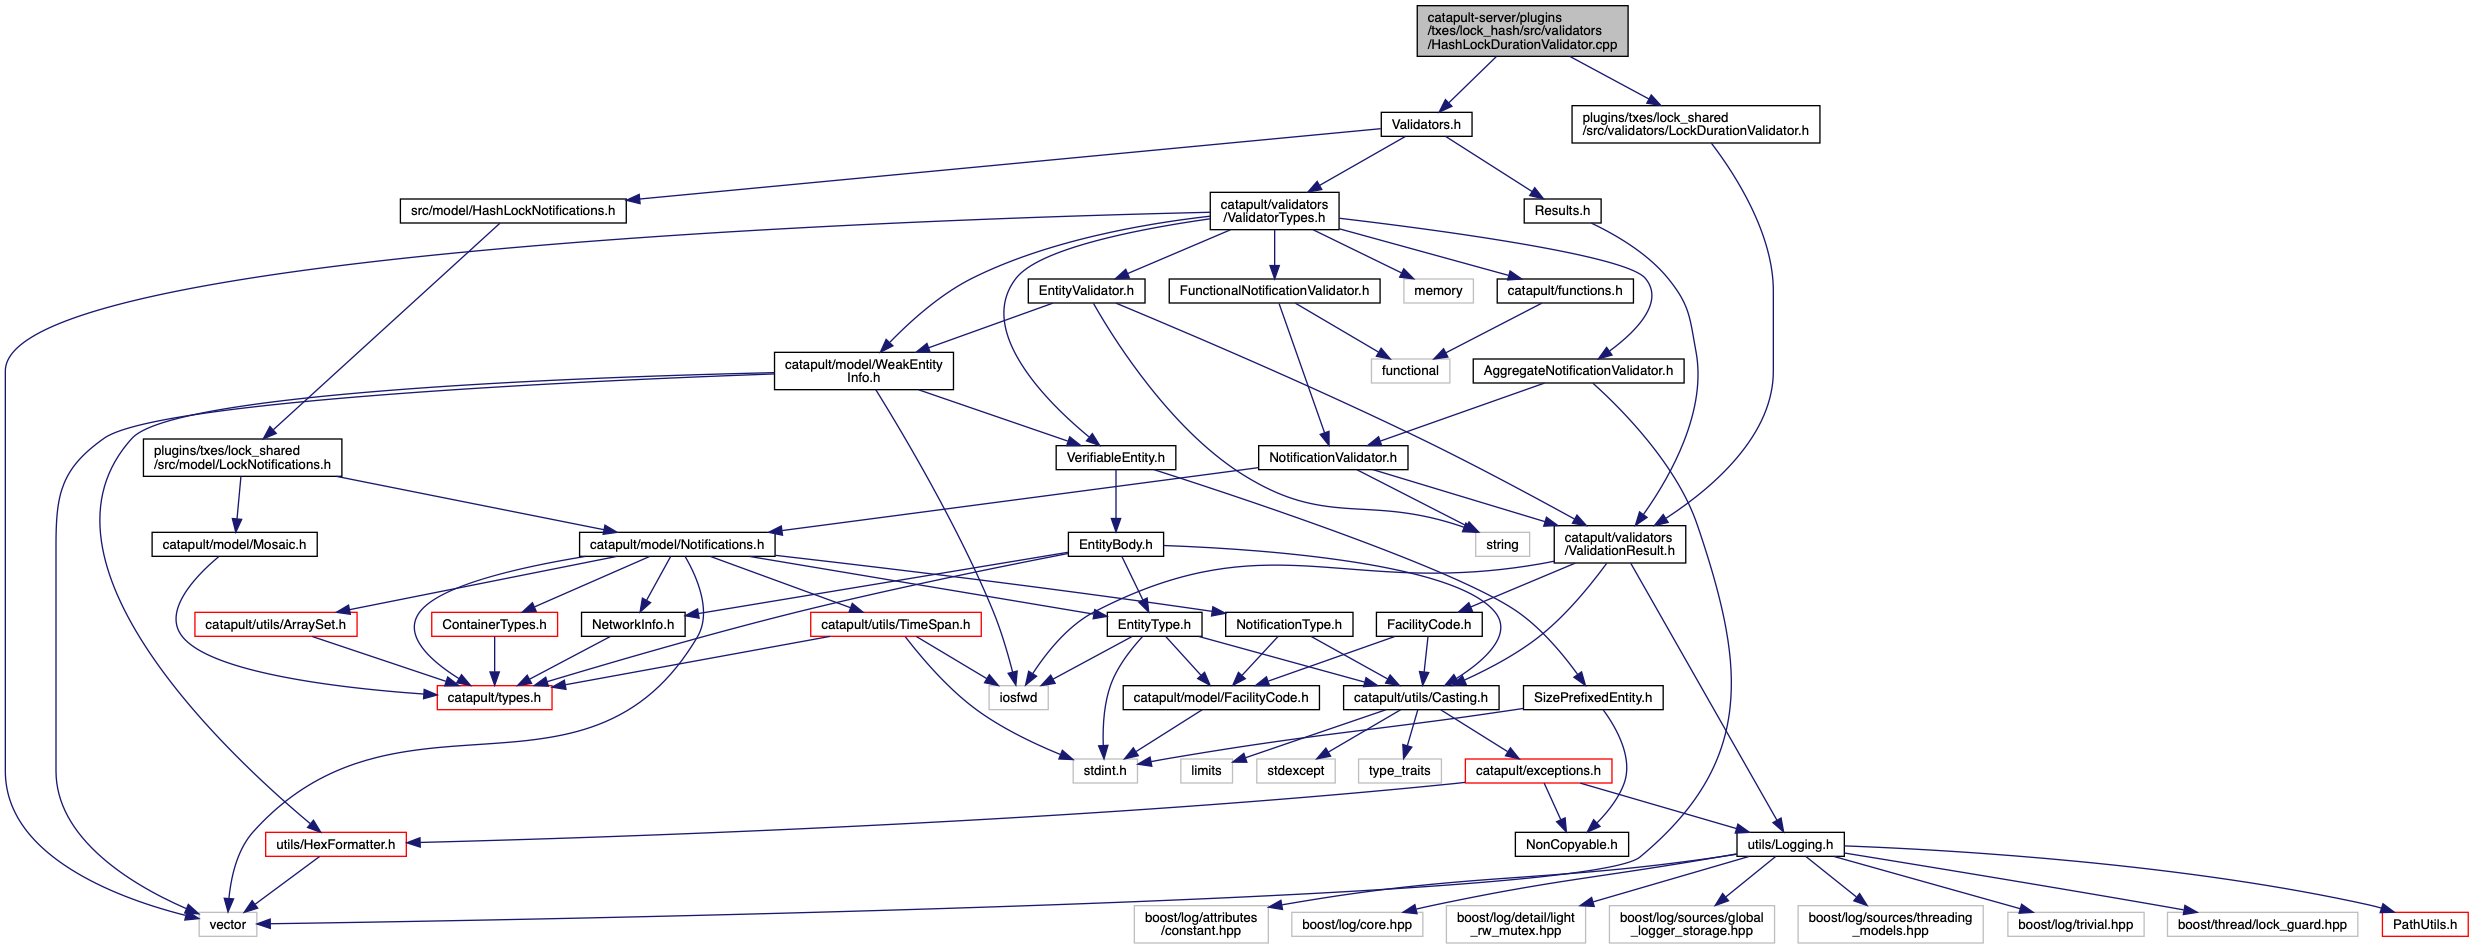 catapult-server/plugins
/txes/lock_hash/src/validators
/HashLockDurationValidator.cpp
Validators.h
plugins/txes/lock_shared
/src/validators/LockDurationValidator.h
src/model/HashLockNotifications.h
catapult/validators
/ValidatorTypes.h
Results.h
EntityValidator.h
FunctionalNotificationValidator.h
memory
catapult/functions.h
catapult/model/WeakEntity
Info.h
functional
AggregateNotificationValidator.h
plugins/txes/lock_shared
/src/model/LockNotifications.h
VerifiableEntity.h
NotificationValidator.h
catapult/model/Mosaic.h
catapult/model/Notifications.h
EntityBody.h
string
catapult/validators
/ValidationResult.h
catapult/utils/ArraySet.h
ContainerTypes.h
NetworkInfo.h
catapult/utils/TimeSpan.h
EntityType.h
NotificationType.h
FacilityCode.h
catapult/types.h
iosfwd
catapult/model/FacilityCode.h
catapult/utils/Casting.h
SizePrefixedEntity.h
stdint.h
limits
stdexcept
type_traits
catapult/exceptions.h
utils/HexFormatter.h
NonCopyable.h
utils/Logging.h
vector
boost/log/attributes
/constant.hpp
boost/log/core.hpp
boost/log/detail/light
_rw_mutex.hpp
boost/log/sources/global
_logger_storage.hpp
boost/log/sources/threading
_models.hpp
boost/log/trivial.hpp
boost/thread/lock_guard.hpp
PathUtils.h